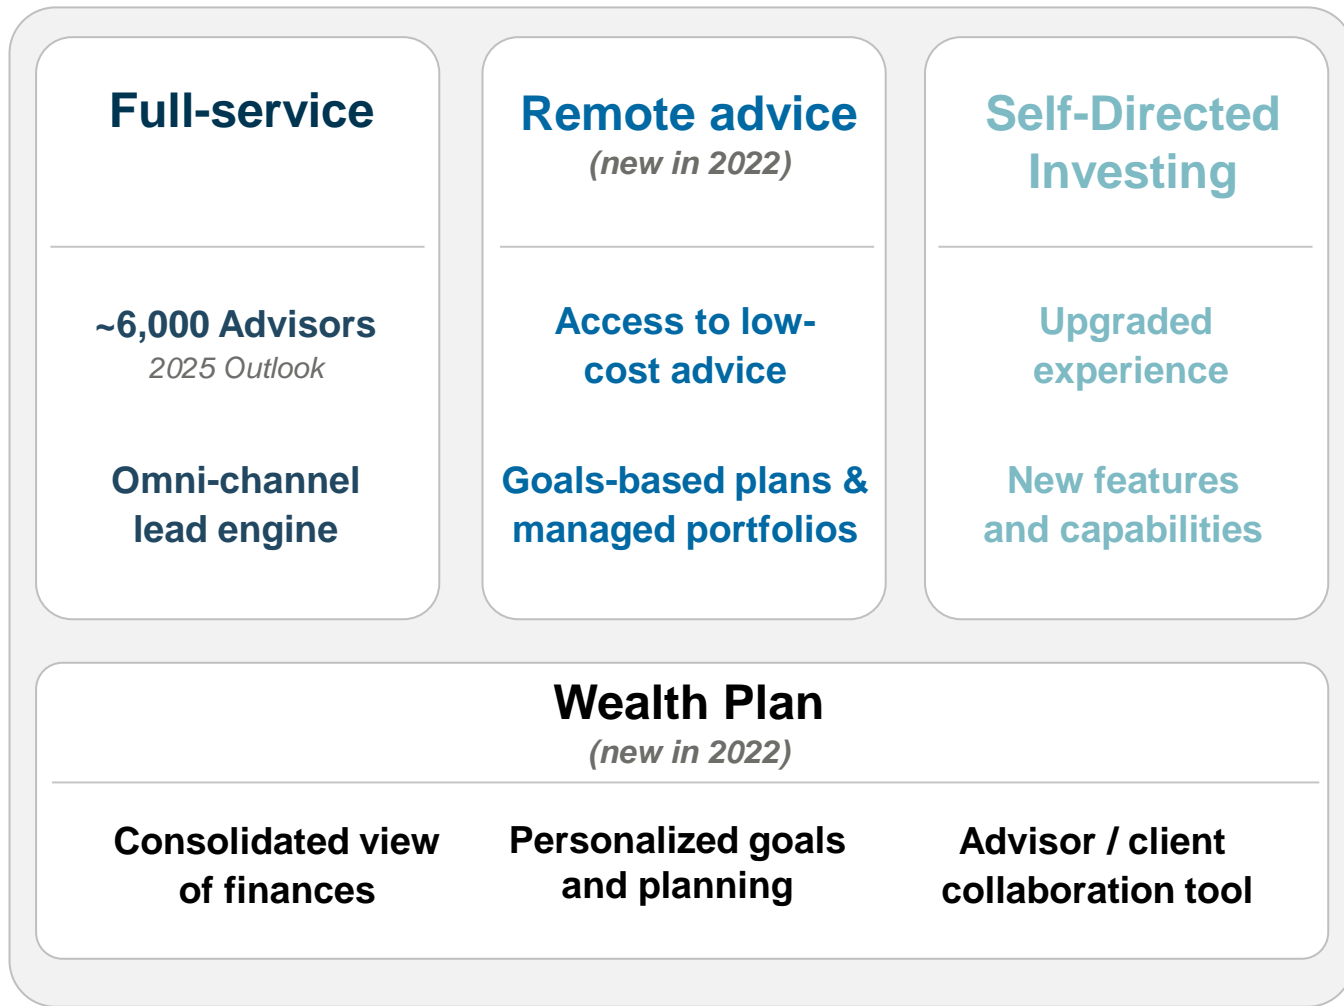 Full-service
~6,000 Advisors
2025 Outlook
Omni-channel
lead engine
Remote advice
(new in 2022)
Access to low-
cost advice
Goals-based plans &
managed portfolios
Self-Directed
Investing
Upgraded
experience
New features
and capabilities
Wealth Plan
(new in 2022)
Consolidated view
of finances
Personalized goals
and planning
Advisor / client
collaboration tool